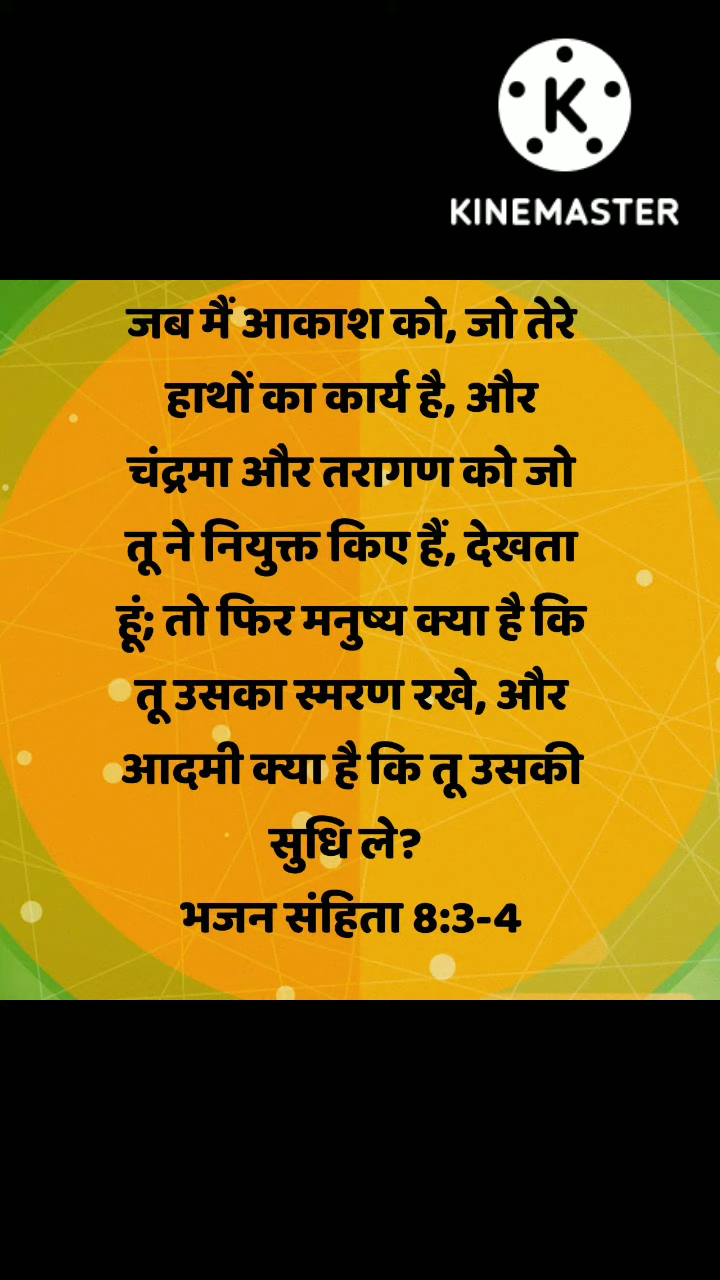 KINEMASTER
जब मैं आकाश को, जो तेरे
हाथों का कार्य है, और
चंद्रमा और तरागण को जो
तू ने नियुक्त किए हैं, देखता
हूं; तो फिर मनुष्य क्या है कि
तू उसका स्मरण रखे, और
आदमी क्या है कि तू उसकी
सुधि ले?
भजन संहिता 8:3-4